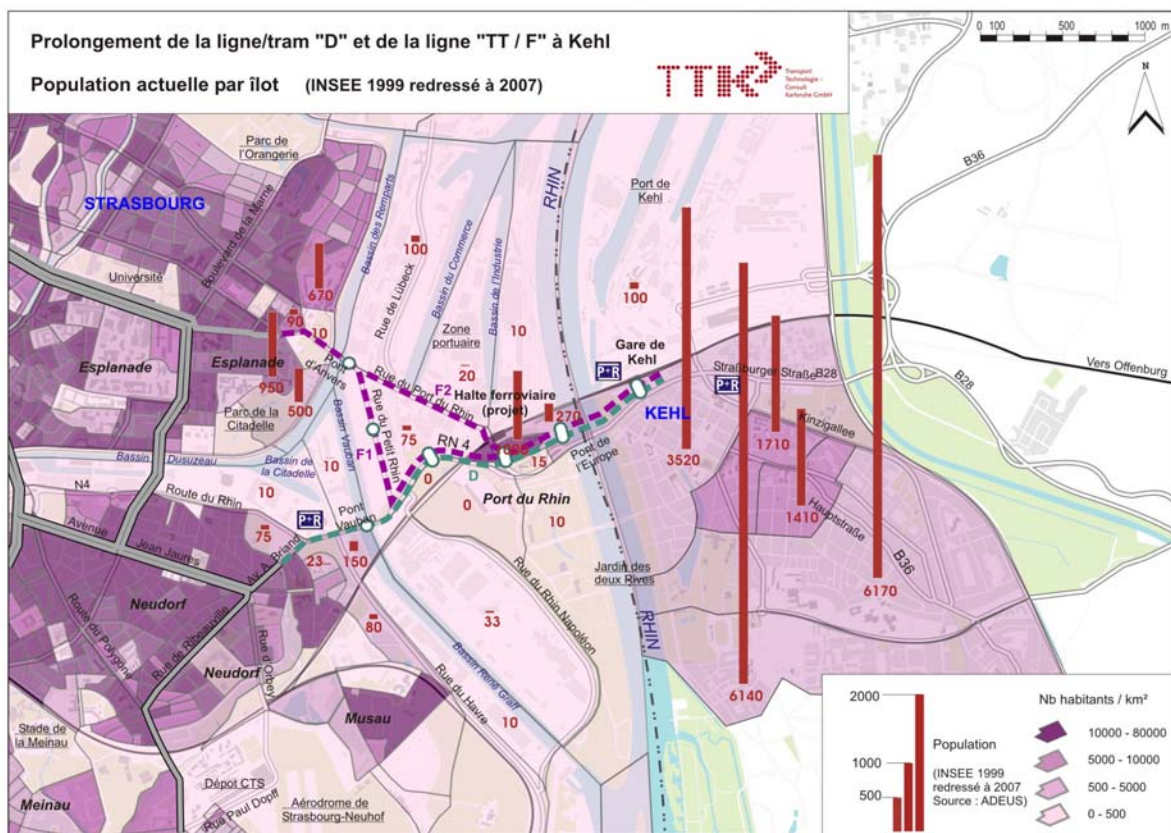 Prolongement de la ligne/tram "D" et de la ligne "TT / F" à Kehl
Population actuelle par îlot (INSEE 1999 redressé à 2007)
TTK
Transport
Technologie -
Consult
Karlsruhe GmbH
0 100 500 1000 m
N
B36
Parc de
l'Orangerie
STRASBOURG
Boulevard de la Marne
Université
Bassin des Remparts
Rue de Lübeck
Bassin du Commerce
Bassin de l'Industrie
RHIN
Port de
Kehl
100
670
90
10
100
10
Zone
portuaire
20
Esplanade
Esplanade
950
500
Pont
d'Anvers
Parc de la
Citadelle
Rue du Port du Rhin
F2
Halte ferroviaire
(projet)
270
P+R
Gare de
Kehl
KEHL
P+R
Straßburger Straße B28
Vers Offenburg
B28
Kinzigallee
1710
3520
1410
Hauptstraße
B36
6170
6140
Bassin Dusuzeau
Bassin de
la Citadelle
Bassin Vauban
10
F1
Rue du Petit Rhin
75
RN 4
0
D
15
Pont de
l'Europe
Port du Rhin
0
10
N4
Route du Rhin
10
Avenue
Jean Jaures
75
P+R
Pont
Vauban
Av. A. Briand
23
150
80
Neudorf
Route du Polygone
Rue de Ribeauvillé
Neudorf
Rue d'Orbey
33
Bassin René Graff
Rue du Havre
10
Rue du Rhin Napoléon
Jardin des
deux Rives
RHIN
Musau
Stade de
la Meinau
Meinau
Dépôt CTS
Rue Paul Dopff
Aérodrome de
Strasbourg-Neuhof
2000
1000
500
Population
(INSEE 1999
redressé à 2007
Source : ADEUS)
Nb habitants / km²
10000 - 80000
5000 - 10000
500 - 5000
0 - 500